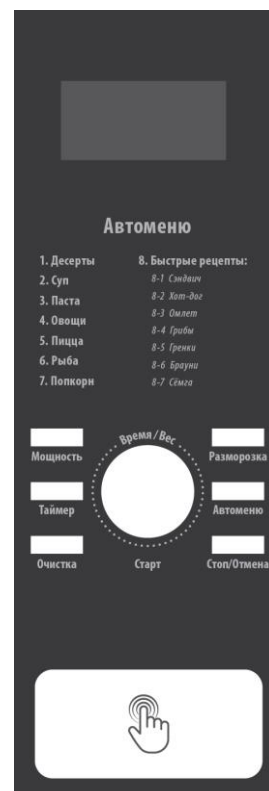 Автоменю
1. Десерты
2. Суп
3. Паста
4. Овощи
5. Пицца
6. Рыба
7. Попкорн
8. Быстрые рецепты:
8-1 Сэндвич
8-2 Хот-дог
8-3 Омлет
8-4 Грибы
8-5 Гренки
8-6 Брауни
8-7 Сёмга
Время/Вес
Мощность
Разморозка
Таймер
Автоменю
Очистка
Старт
Стоп/Отмена